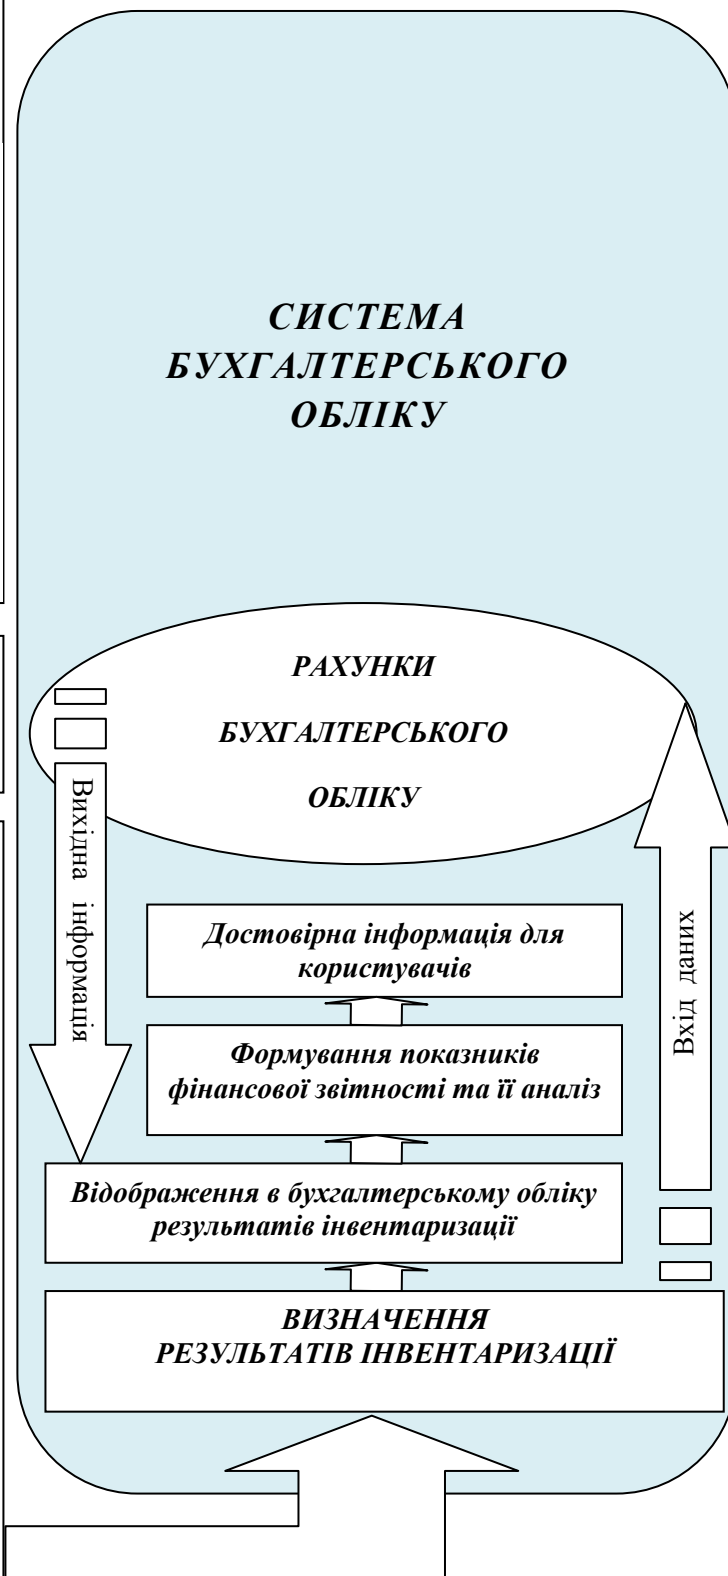 СИСТЕМА
БУХГАЛТЕРСЬКОГО
ОБЛІКУ
РАХУНКИ
БУХГАЛТЕРСЬКОГО
ОБЛІКУ
Вихідна інформація
Вхід даних
Достовірна інформація для
користувачів
Формування показників
фінансової звітності та її аналіз
Відображення в бухгалтерському обліку
результатів інвентаризації
ВИЗНАЧЕННЯ
РЕЗУЛЬТАТІВ ІНВЕНТАРИЗАЦІЇ